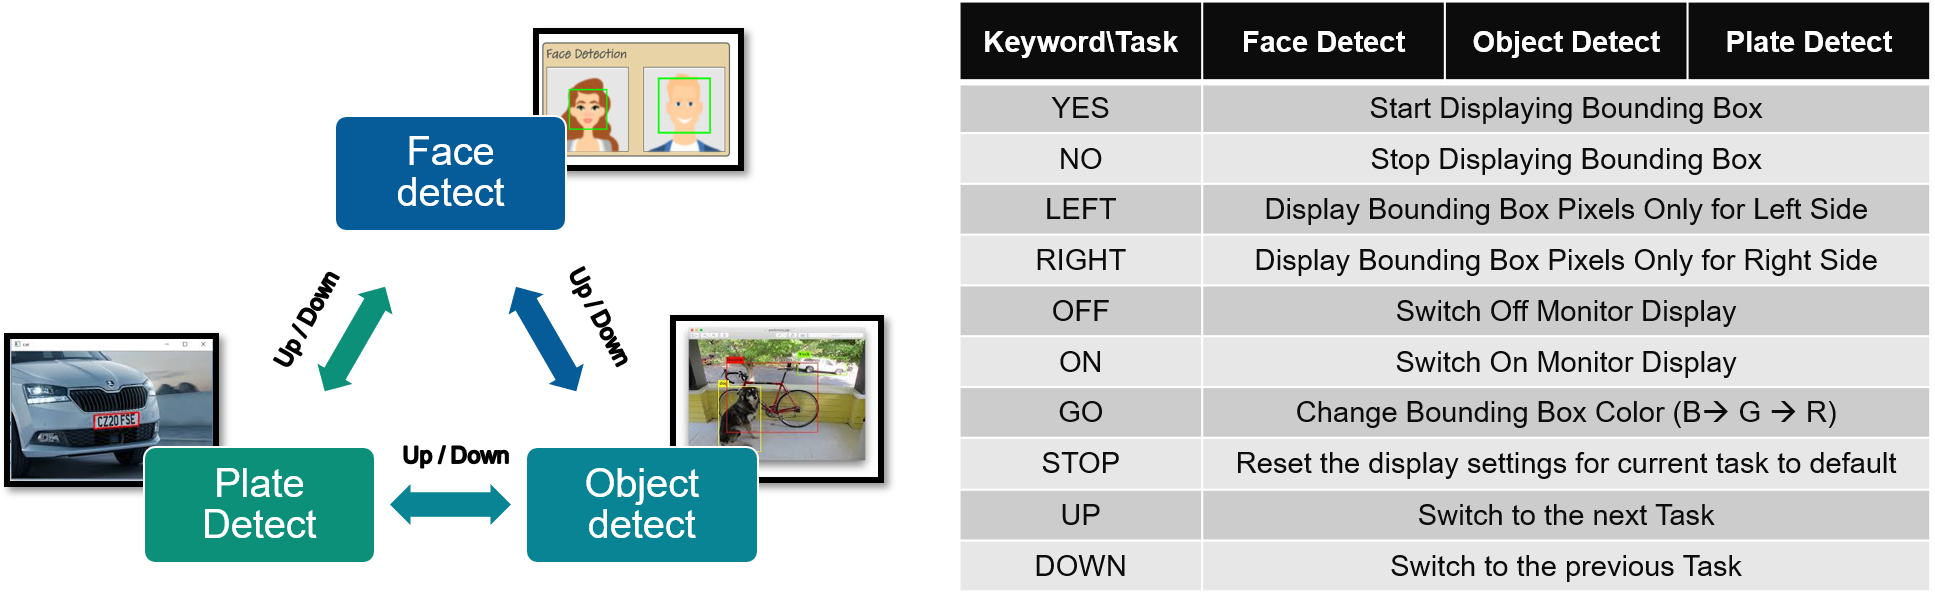 Face Detection
Face
detect
Up / Down
Up / Down
CZ20 FSE
Up / Down
Plate
Detect
Object
detect
Keyword\Task Face Detect Object Detect Plate Detect
YES Start Displaying Bounding Box
NO Stop Displaying Bounding Box
LEFT Display Bounding Box Pixels Only for Left Side
RIGHT Display Bounding Box Pixels Only for Right Side
OFF Switch Off Monitor Display
ON Switch On Monitor Display
GO Change Bounding Box Color (B→ G → R)
STOP Reset the display settings for current task to default
UP Switch to the next Task
DOWN Switch to the previous Task